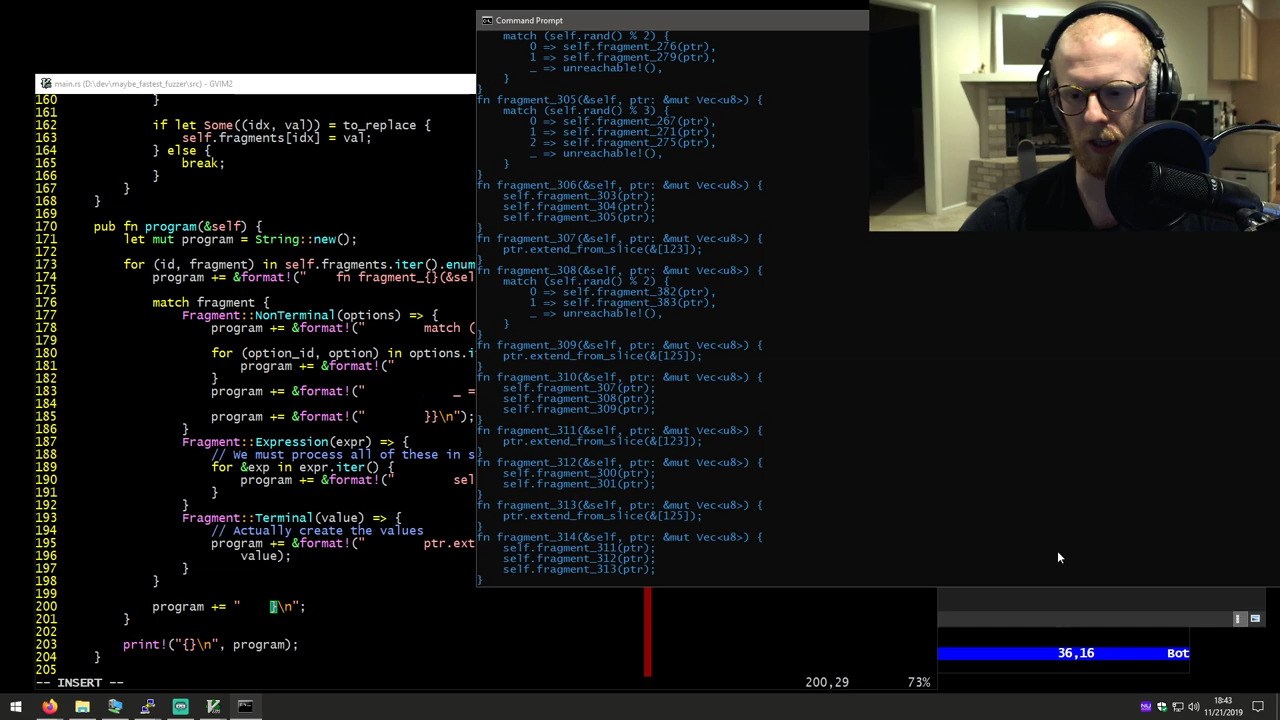 main.rs (D:\dev\maybe_fastest_fuzzer\src) - GVIM2
160 }
161
162 if let Some((idx, val)) = to_replace {
163 self.fragments[idx] = val;
164 } else {
165 break;
166 }
167 }
168 }
169
170 pub fn program(&self) {
171 let mut program = String::new();
172
173 for (id, fragment) in self.fragments.iter().enum
174 program += &format!("    fn fragment_{}(&sel
175
176 match fragment {
177 Fragment::NonTerminal(options) => {
178 program += &format!("        match (
179
180 for (option_id, option) in options.i
181 program += &format!("
182 }
183 program += &format!("            _ =
184
185 program += &format!("        }}\n");
186 }
187 Fragment::Expression(expr) => {
188 // We must process all of these in s
189 for &exp in expr.iter() {
190 program += &format!("        sel
191 }
192 }
193 Fragment::Terminal(value) => {
194 // Actually create the values
195 program += &format!("        ptr.ext
196 value);
197 }
198 }
199
200 program += "    }\n";
201 }
202
203 print!("{}\n", program);
204 }
205
-- INSERT --
200,29
73%
Command Prompt
match (self.rand() % 2) {
0 => self.fragment_276(ptr),
1 => self.fragment_279(ptr),
_ => unreachable!(),
}
}
fn fragment_305(&self, ptr: &mut Vec<u8>) {
match (self.rand() % 3) {
0 => self.fragment_267(ptr),
1 => self.fragment_271(ptr),
2 => self.fragment_275(ptr),
_ => unreachable!(),
}
}
fn fragment_306(&self, ptr: &mut Vec<u8>) {
self.fragment_303(ptr);
self.fragment_304(ptr);
self.fragment_305(ptr);
}
fn fragment_307(&self, ptr: &mut Vec<u8>) {
ptr.extend_from_slice(&[123]);
}
fn fragment_308(&self, ptr: &mut Vec<u8>) {
match (self.rand() % 2) {
0 => self.fragment_382(ptr),
1 => self.fragment_383(ptr),
_ => unreachable!(),
}
}
fn fragment_309(&self, ptr: &mut Vec<u8>) {
ptr.extend_from_slice(&[125]);
}
fn fragment_310(&self, ptr: &mut Vec<u8>) {
self.fragment_307(ptr);
self.fragment_308(ptr);
self.fragment_309(ptr);
}
fn fragment_311(&self, ptr: &mut Vec<u8>) {
ptr.extend_from_slice(&[123]);
}
fn fragment_312(&self, ptr: &mut Vec<u8>) {
self.fragment_300(ptr);
self.fragment_301(ptr);
}
fn fragment_313(&self, ptr: &mut Vec<u8>) {
ptr.extend_from_slice(&[125]);
}
fn fragment_314(&self, ptr: &mut Vec<u8>) {
self.fragment_311(ptr);
self.fragment_312(ptr);
self.fragment_313(ptr);
}
36,16
Bot
18:43
11/21/2019